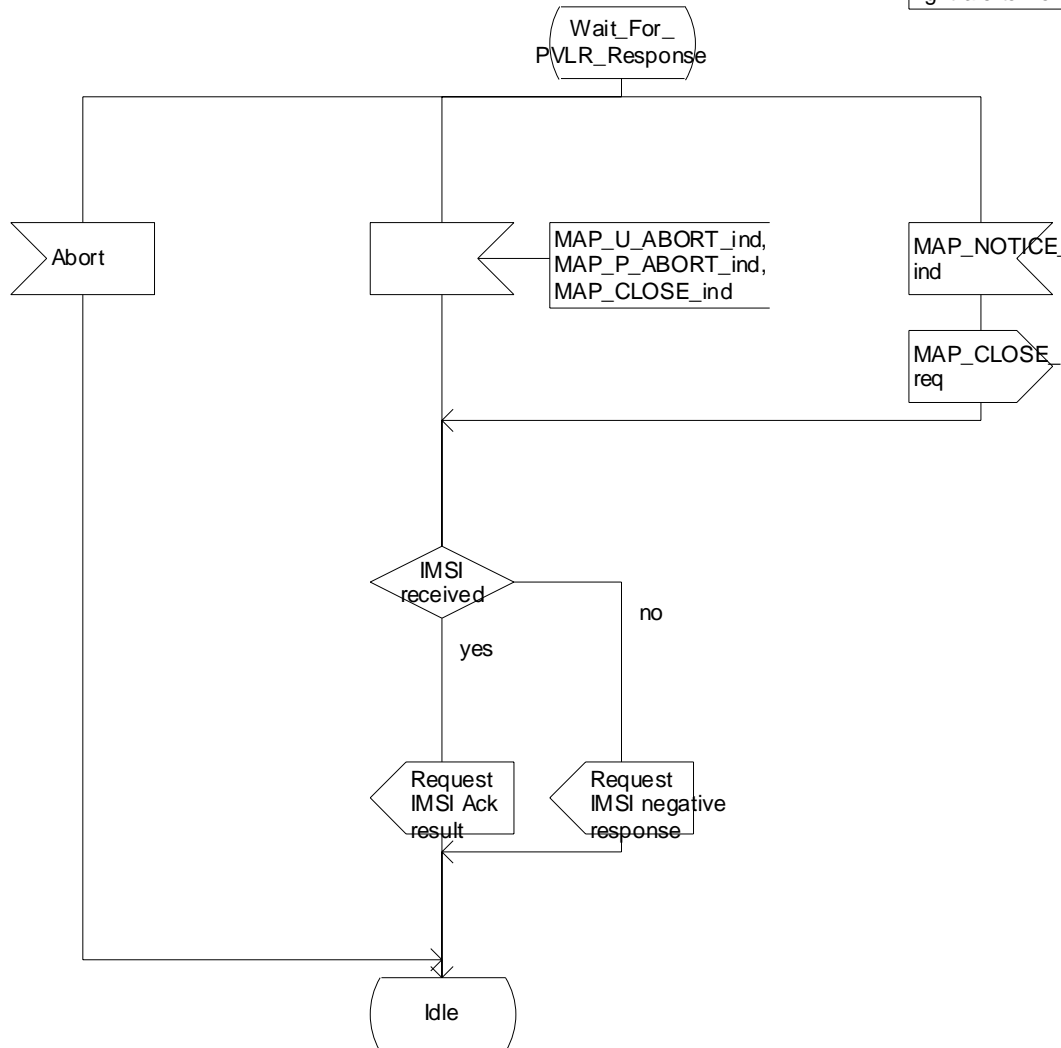 Wait_For_
PVLR_Response
Abort
MAP_U_ABORT_ind,
MAP_P_ABORT_ind,
MAP_CLOSE_ind
MAP_NOTICE_
ind
MAP_CLOSE_
req
IMSI
received
no
yes
Request
IMSI Ack
result
Request
IMSI negative
response
Idle